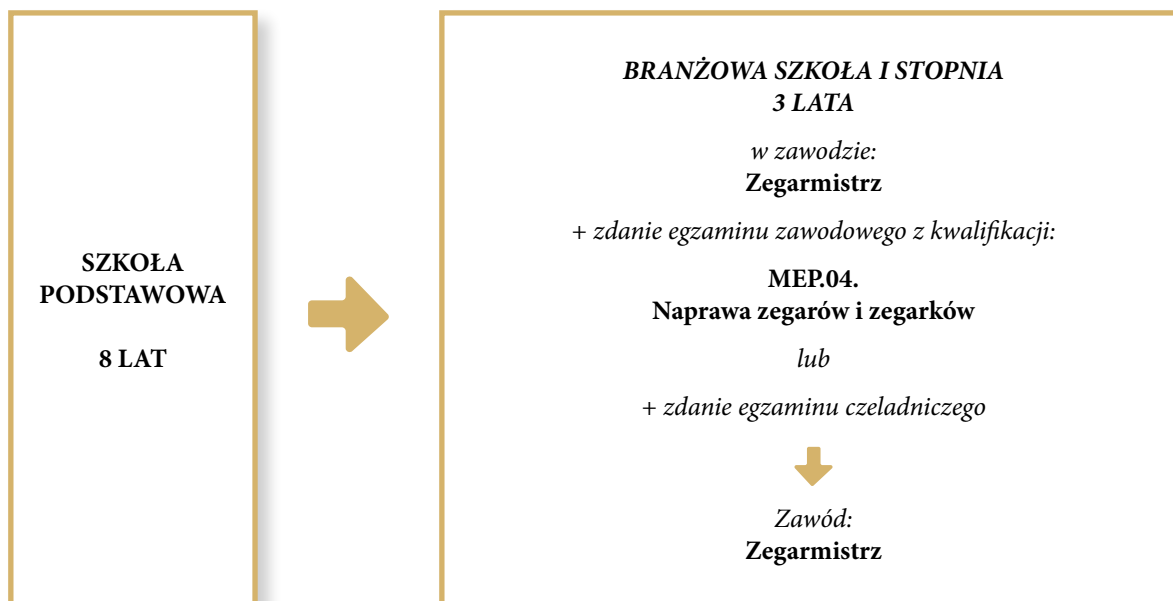 SZKOŁA
PODSTAWOWA
8 LAT
BRANŻOWA SZKOŁA I STOPNIA
3 LATA
w zawodzie:
Zegarmistrz
+ zdanie egzaminu zawodowego z kwalifikacji:
MEP.04.
Naprawa zegarów i zegarków
lub
+ zdanie egzaminu czeladniczego
Zawód:
Zegarmistrz